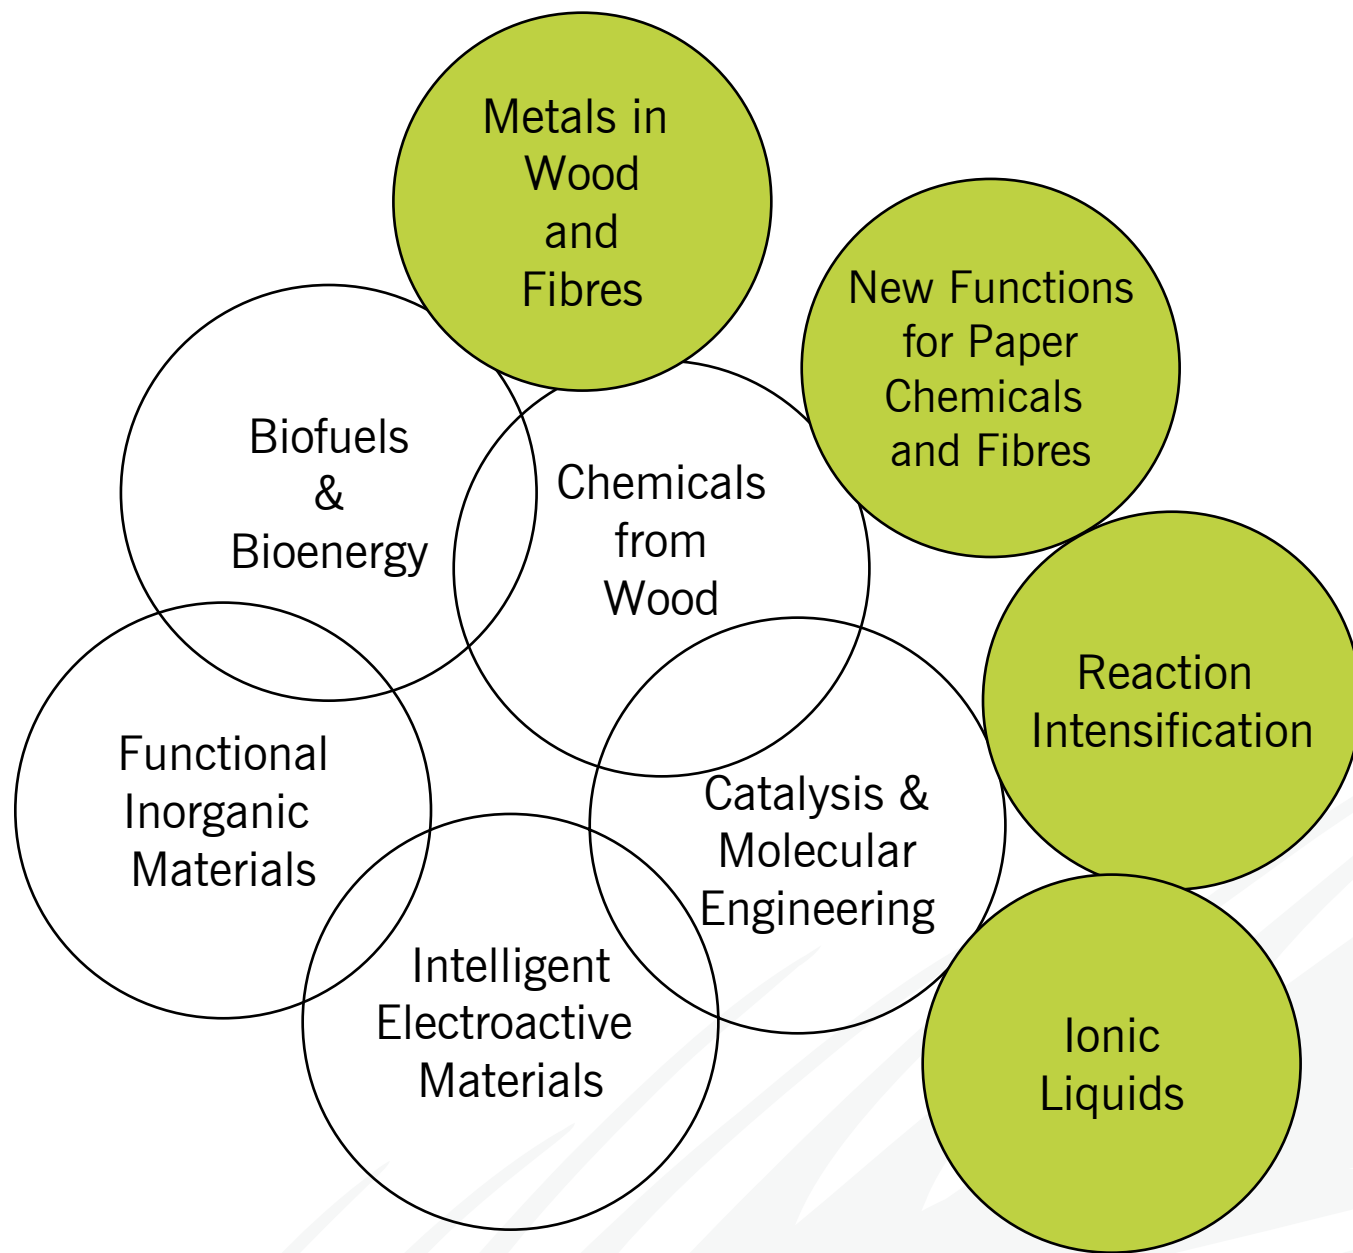 Metals in
Wood
and
Fibres
New Functions
for Paper
Chemicals
and Fibres
Biofuels
&
Bioenergy
Chemicals
from
Wood
Reaction
Intensification
Functional
Inorganic
Materials
Catalysis &
Molecular
Engineering
Intelligent
Electroactive
Materials
Ionic
Liquids